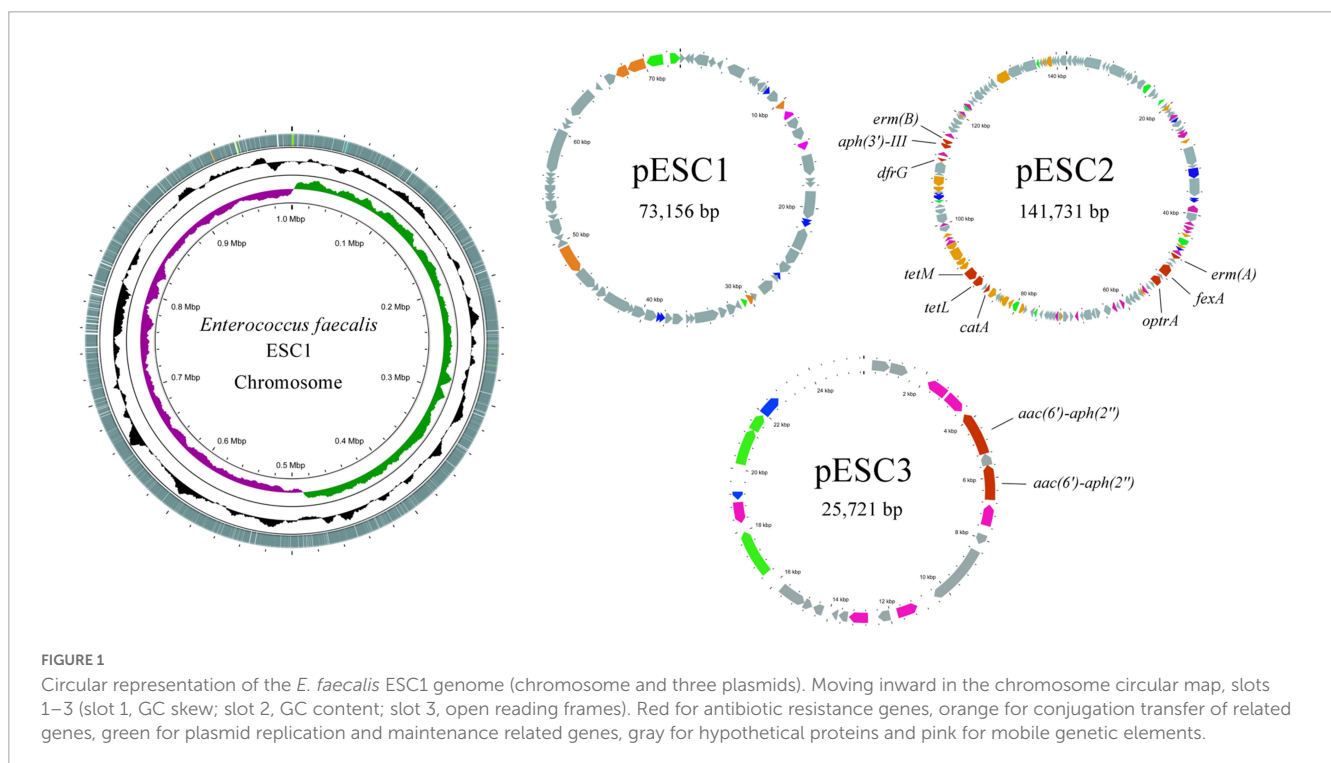 1.0 Mbp
0.1
0.2
0.3
0.4
0.5 Mbp
0.6
0.7
0.8
0.9
Enterococcus faecalis
ESC1
Chromosome
70 kbp
10 kbp
20 kbp
30 kbp
40 kbp
50 kbp
60 kbp
pESC1
73,156 bp
140 kbp
20 kbp
40 kbp
60 kbp
80 kbp
100 kbp
120 kbp
pESC2
141,731 bp
erm(B)
aph(3')-III
dfrG
tetM
tetL
catA
optrA
fexA
erm(A)
24 kbp
2 kbp
4 kbp
6 kbp
8 kbp
10 kbp
12 kbp
14 kbp
16 kbp
18 kbp
20 kbp
22 kbp
pESC3
25,721 bp
aac(6')-aph(2'')
aac(6')-aph(2'')
FIGURE 1
Circular representation of the E. faecalis ESC1 genome (chromosome and three plasmids). Moving inward in the chromosome circular map, slots
1–3 (slot 1, GC skew; slot 2, GC content; slot 3, open reading frames). Red for antibiotic resistance genes, orange for conjugation transfer of related
genes, green for plasmid replication and maintenance related genes, gray for hypothetical proteins and pink for mobile genetic elements.